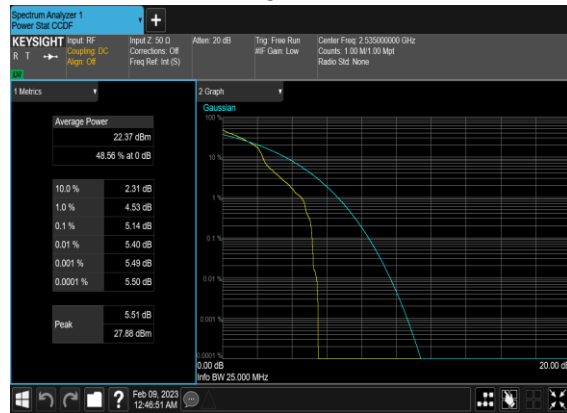 Spectrum Analyzer 1
Power Stat CCDF
KEYSIGHT
R T
LW
Input: RF
Coupling: DC
Align: Off
Input Z: 50 Ω
Corrections: Off
Freq Ref: Int (S)
Atten: 20 dB
Trig: Free Run
#IF Gain: Low
Center Freq: 2.535000000 GHz
Counts: 1.00 M/1.00 Mpt
Radio Std: None
1 Metrics
Average Power
22.37 dBm
48.56 % at 0 dB
10.0 % 2.31 dB
1.0 % 4.53 dB
0.1 % 5.14 dB
0.01 % 5.40 dB
0.001 % 5.49 dB
0.0001 % 5.50 dB
Peak
5.51 dB
27.88 dBm
2 Graph
Gaussian
100 %
10 %
1 %
0.1 %
0.01 %
0.001 %
0.0001 %
0.00 dB
20.00 dB
Info BW 25.000 MHz
?
Feb 09, 2023
12:46:51 AM